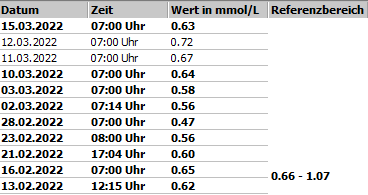 Datum Zeit Wert in mmol/L Referenzbereich
15.03.2022 07:00 Uhr 0.63
12.03.2022 07:00 Uhr 0.72
11.03.2022 07:00 Uhr 0.67
10.03.2022 07:00 Uhr 0.64
03.03.2022 07:00 Uhr 0.58
02.03.2022 07:14 Uhr 0.56
28.02.2022 07:00 Uhr 0.47
23.02.2022 08:00 Uhr 0.56
21.02.2022 17:04 Uhr 0.60
16.02.2022 07:00 Uhr 0.65
0.66 - 1.07
13.02.2022 12:15 Uhr 0.62